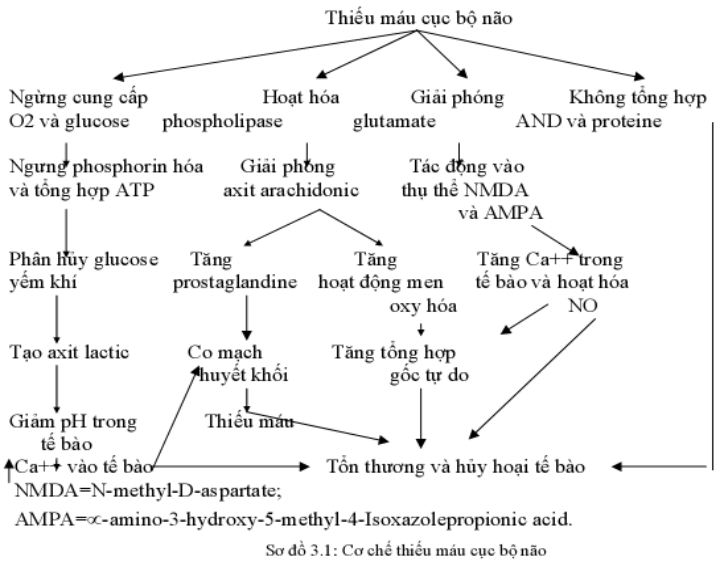 Thiếu máu cục bộ não
Ngừng cung cấp Hoạt hóa Giải phóng Không tổng hợp
O2 và glucose phospholipase glutamate AND và proteine
Ngưng phosphorin hóa Giải phóng Tác động vào
và tổng hợp ATP axit arachidonic thụ thể NMDA
và AMPA
Phân hủy glucose Tăng Tăng Tăng Ca++ trong
yếm khí prostaglandine hoạt động men tế bào và hoạt hóa
oxy hóa NO
Tạo axit lactic Co mạch Tăng tổng hợp
huyết khối gốc tự do
Giảm pH trong Thiếu máu
tế bào
Ca++ vào tế bào Tổn thương và hủy hoại tế bào
NMDA=N-methyl-D-aspartate;
AMPA=∝-amino-3-hydroxy-5-methyl-4-Isoxazolepropionic acid.
Sơ đồ 3.1: Cơ chế thiếu máu cục bộ não